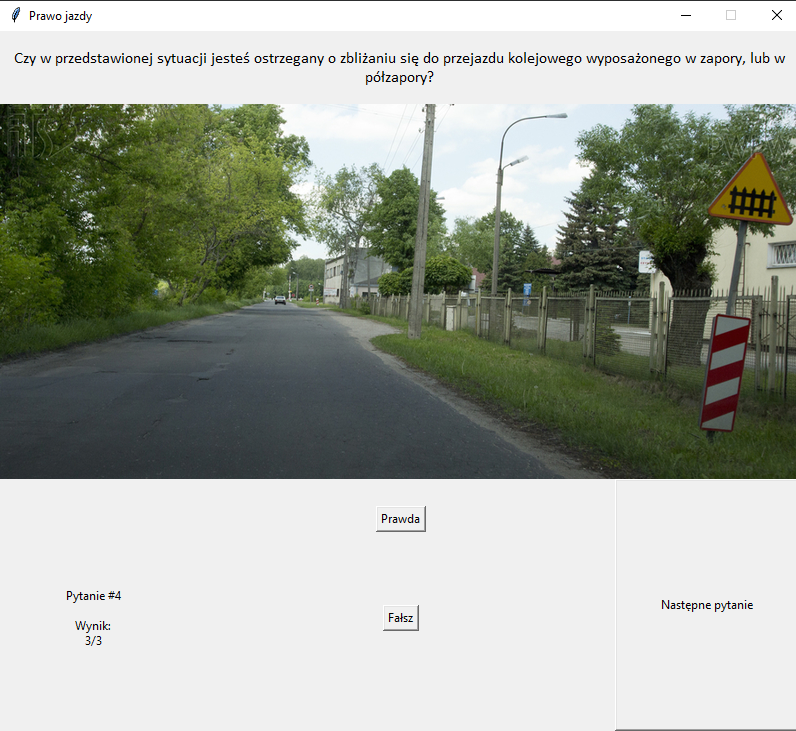 Prawo jazdy
Czy w przedstawionej sytuacji jesteś ostrzegany o zbliżaniu się do przejazdu kolejowego wyposażonego w zapory, lub w
półzapory?
Prawda
Pytanie #4
Następne pytanie
Fałsz
Wynik:
3/3